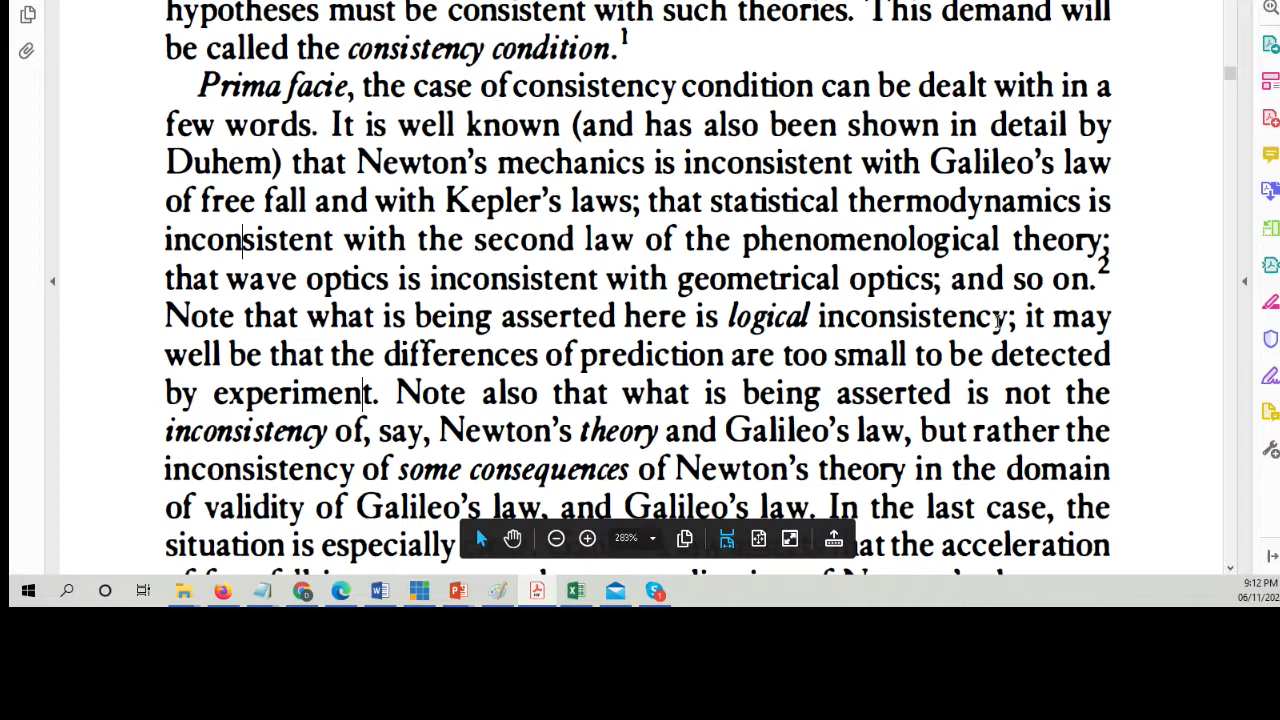 hypotheses must be consistent with such theories. This demand will
be called the consistency condition.1
Prima facie, the case of consistency condition can be dealt with in a
few words. It is well known (and has also been shown in detail by
Duhem) that Newton's mechanics is inconsistent with Galileo's law
of free fall and with Kepler's laws; that statistical thermodynamics is
inconsistent with the second law of the phenomenological theory;
that wave optics is inconsistent with geometrical optics; and so on.2
Note that what is being asserted here is logical inconsistency; it may
well be that the differences of prediction are too small to be detected
by experiment. Note also that what is being asserted is not the
inconsistency of, say, Newton's theory and Galileo's law, but rather the
inconsistency of some consequences of Newton's theory in the domain
of validity of Galileo's law, and Galileo's law. In the last case, the
situation is especially hat the acceleration
283%
9:12 PM
06/11/202